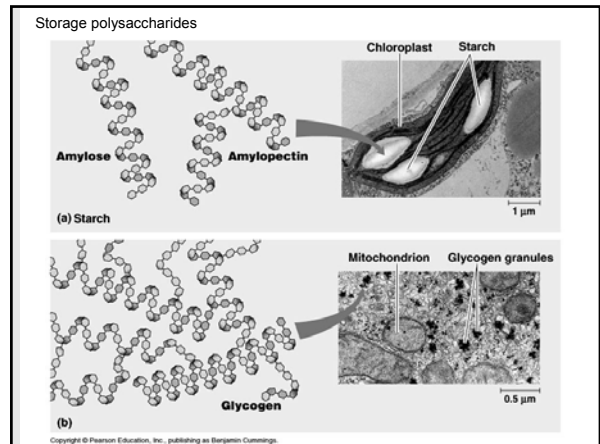 Storage polysaccharides
Chloroplast Starch
Amylose Amylopectin
1 μm
(a) Starch
Mitochondrion Glycogen granules
Glycogen
0.5 μm
(b)
Copyright © Pearson Education, Inc., publishing as Benjamin Cummings.